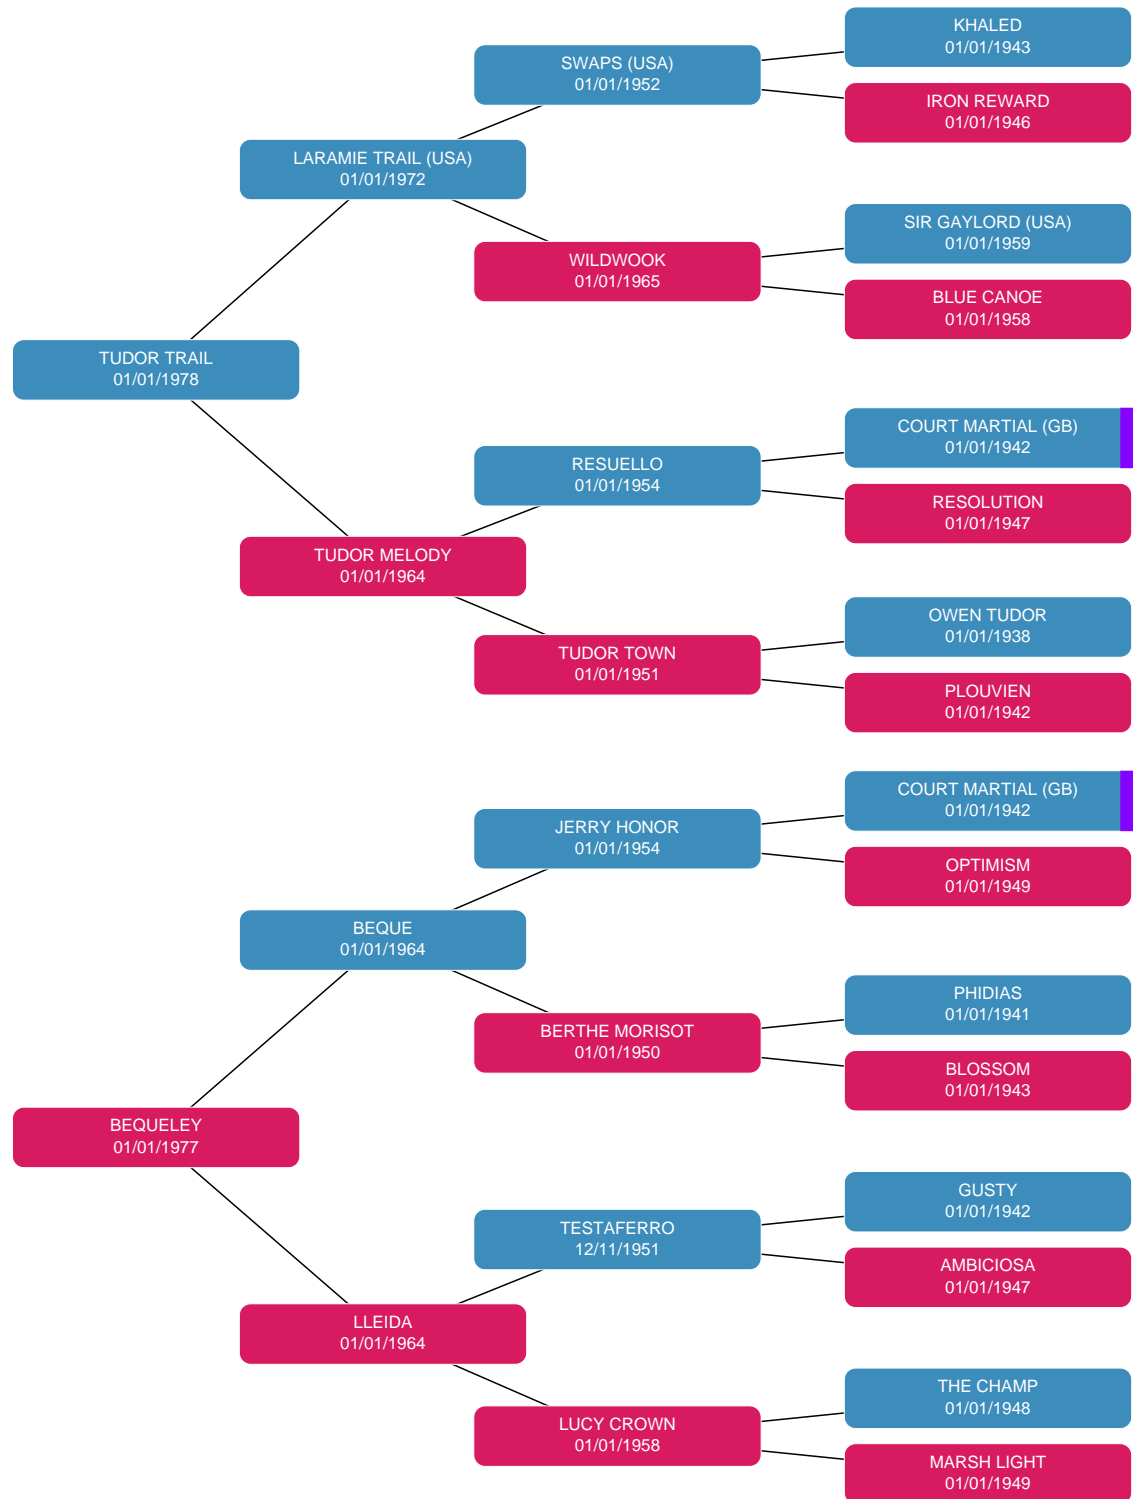 KHALED
01/01/1943
SWAPS (USA)
01/01/1952
IRON REWARD
01/01/1946
LARAMIE TRAIL (USA)
01/01/1972
SIR GAYLORD (USA)
01/01/1959
WILDWOOK
01/01/1965
BLUE CANOE
01/01/1958
TUDOR TRAIL
01/01/1978
COURT MARTIAL (GB)
01/01/1942
RESUELLO
01/01/1954
RESOLUTION
01/01/1947
TUDOR MELODY
01/01/1964
OWEN TUDOR
01/01/1938
TUDOR TOWN
01/01/1951
PLOUVIEN
01/01/1942
COURT MARTIAL (GB)
01/01/1942
JERRY HONOR
01/01/1954
OPTIMISM
01/01/1949
BEQUE
01/01/1964
PHIDIAS
01/01/1941
BERTHE MORISOT
01/01/1950
BLOSSOM
01/01/1943
BEQUELEY
01/01/1977
GUSTY
01/01/1942
TESTAFERRO
12/11/1951
AMBICIOSA
01/01/1947
LLEIDA
01/01/1964
THE CHAMP
01/01/1948
LUCY CROWN
01/01/1958
MARSH LIGHT
01/01/1949